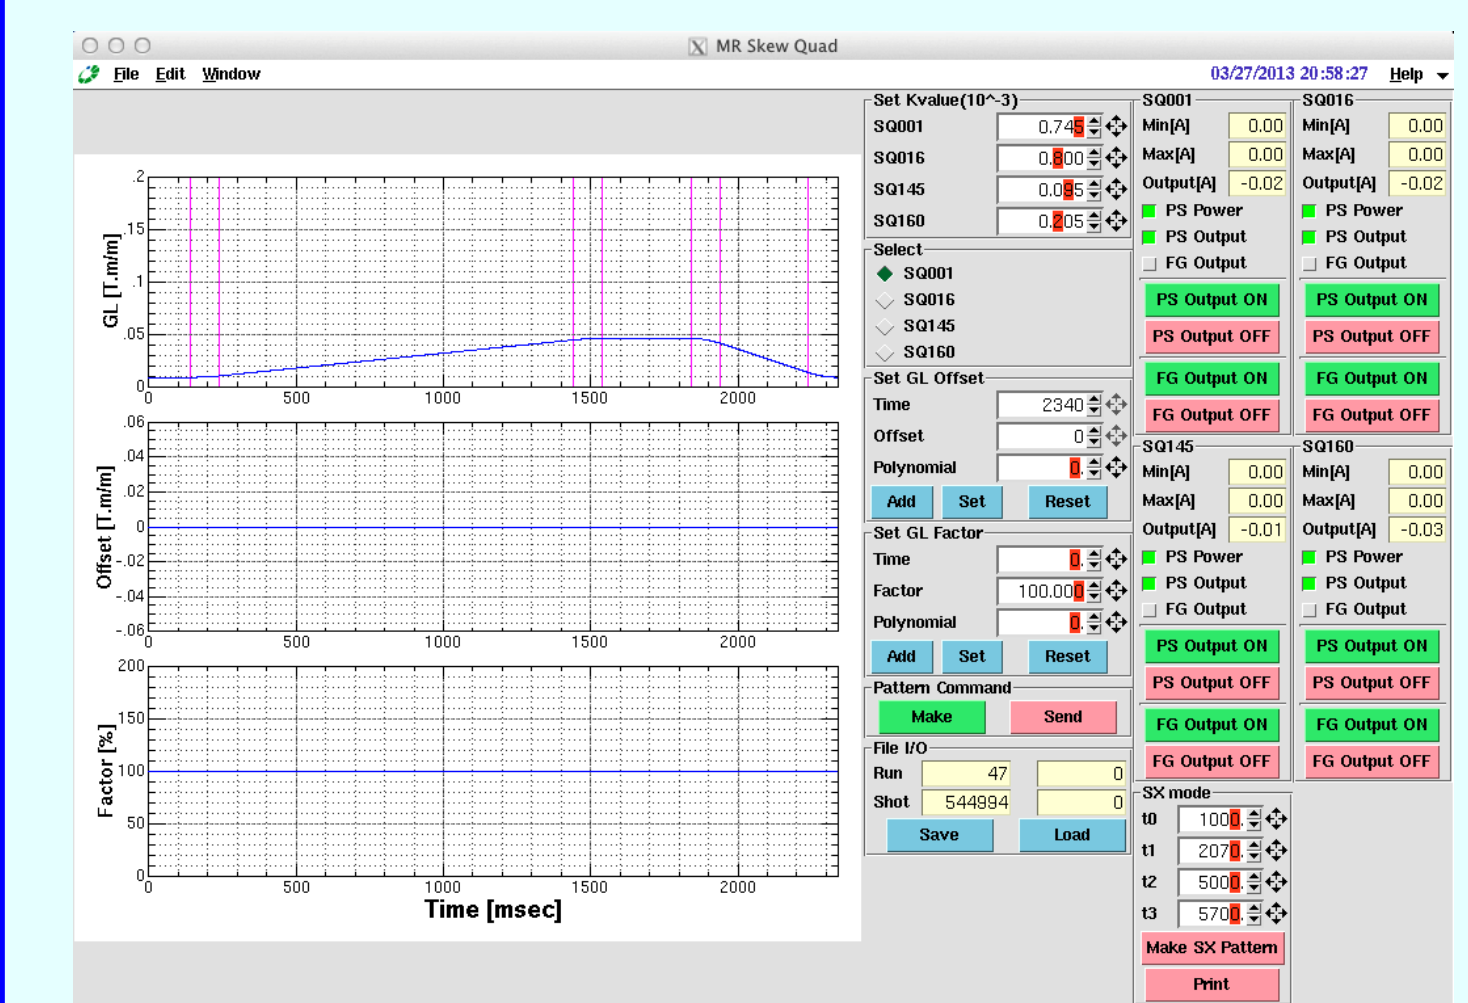 MR Skew Quad
File Edit Window 03/27/2013 20:58:27 Help
.2
.15
.1
.05
0
GL [T.m/m]
0 500 1000 1500 2000
.06
.04
.02
0
-.02
-.04
-.06
Offset [T.m/m]
0 500 1000 1500 2000
200
150
100
50
0
Factor [%]
0 500 1000 1500 2000
Time [msec]
Set Kvalue(10^-3)
SQ001 0.745
SQ016 0.800
SQ145 0.095
SQ160 0.205
Select
SQ001
SQ016
SQ145
SQ160
Set GL Offset
Time 2340
Offset 0
Polynomial 0.
Add Set Reset
Set GL Factor
Time 0.
Factor 100.000
Polynomial 0.
Add Set Reset
Pattern Command
Make Send
File I/O
Run 47 0
Shot 544994 0
Save Load
SQ001
Min[A] 0.00
Max[A] 0.00
Output[A] -0.02
PS Power
PS Output
FG Output
PS Output ON
PS Output OFF
FG Output ON
FG Output OFF
SQ016
Min[A] 0.00
Max[A] 0.00
Output[A] -0.02
PS Power
PS Output
FG Output
PS Output ON
PS Output OFF
FG Output ON
FG Output OFF
SQ145
Min[A] 0.00
Max[A] 0.00
Output[A] -0.01
PS Power
PS Output
FG Output
PS Output ON
PS Output OFF
FG Output ON
FG Output OFF
SQ160
Min[A] 0.00
Max[A] 0.00
Output[A] -0.03
PS Power
PS Output
FG Output
PS Output ON
PS Output OFF
FG Output ON
FG Output OFF
SX mode
t0 1000.
t1 2070.
t2 5000.
t3 5700.
Make SX Pattern
Print